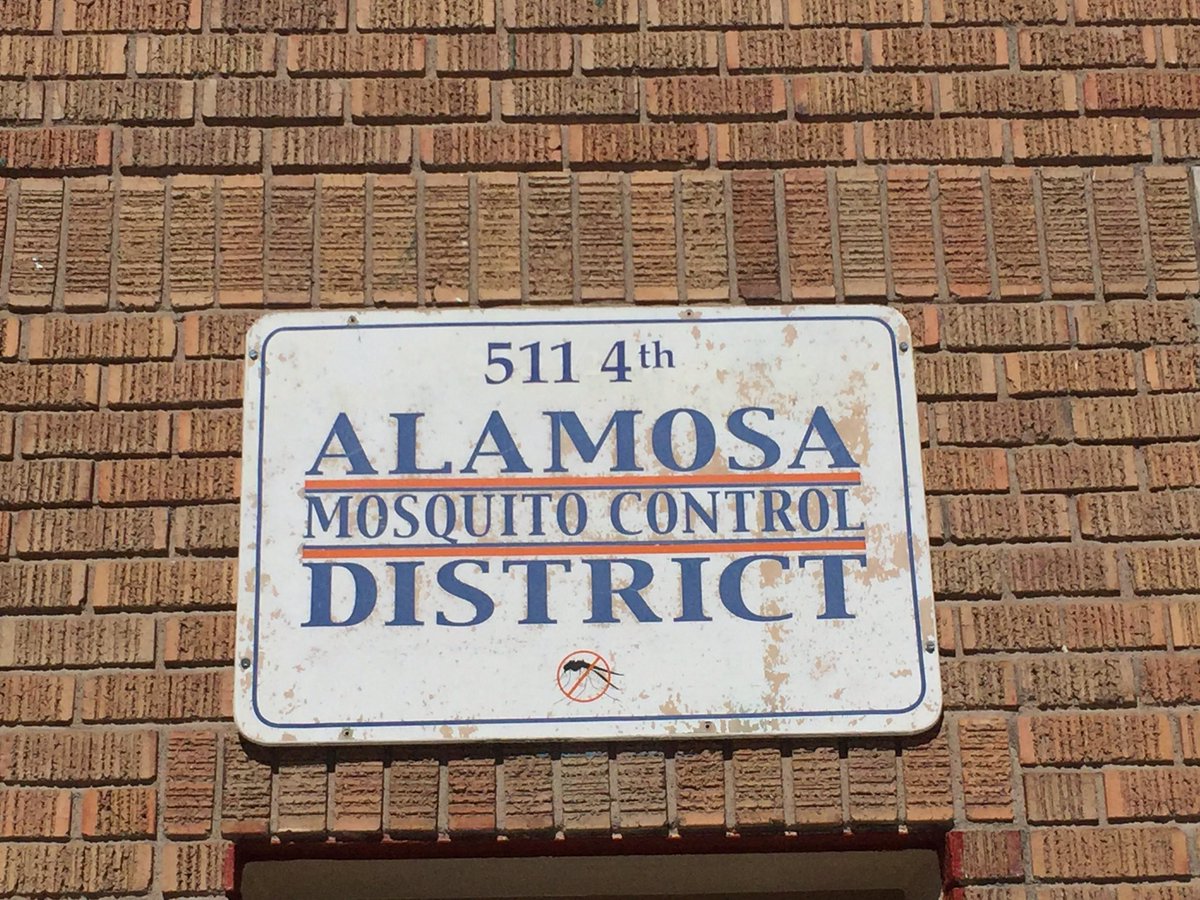 511 4th
ALAMOSA
MOSQUITO CONTROL
DISTRICT